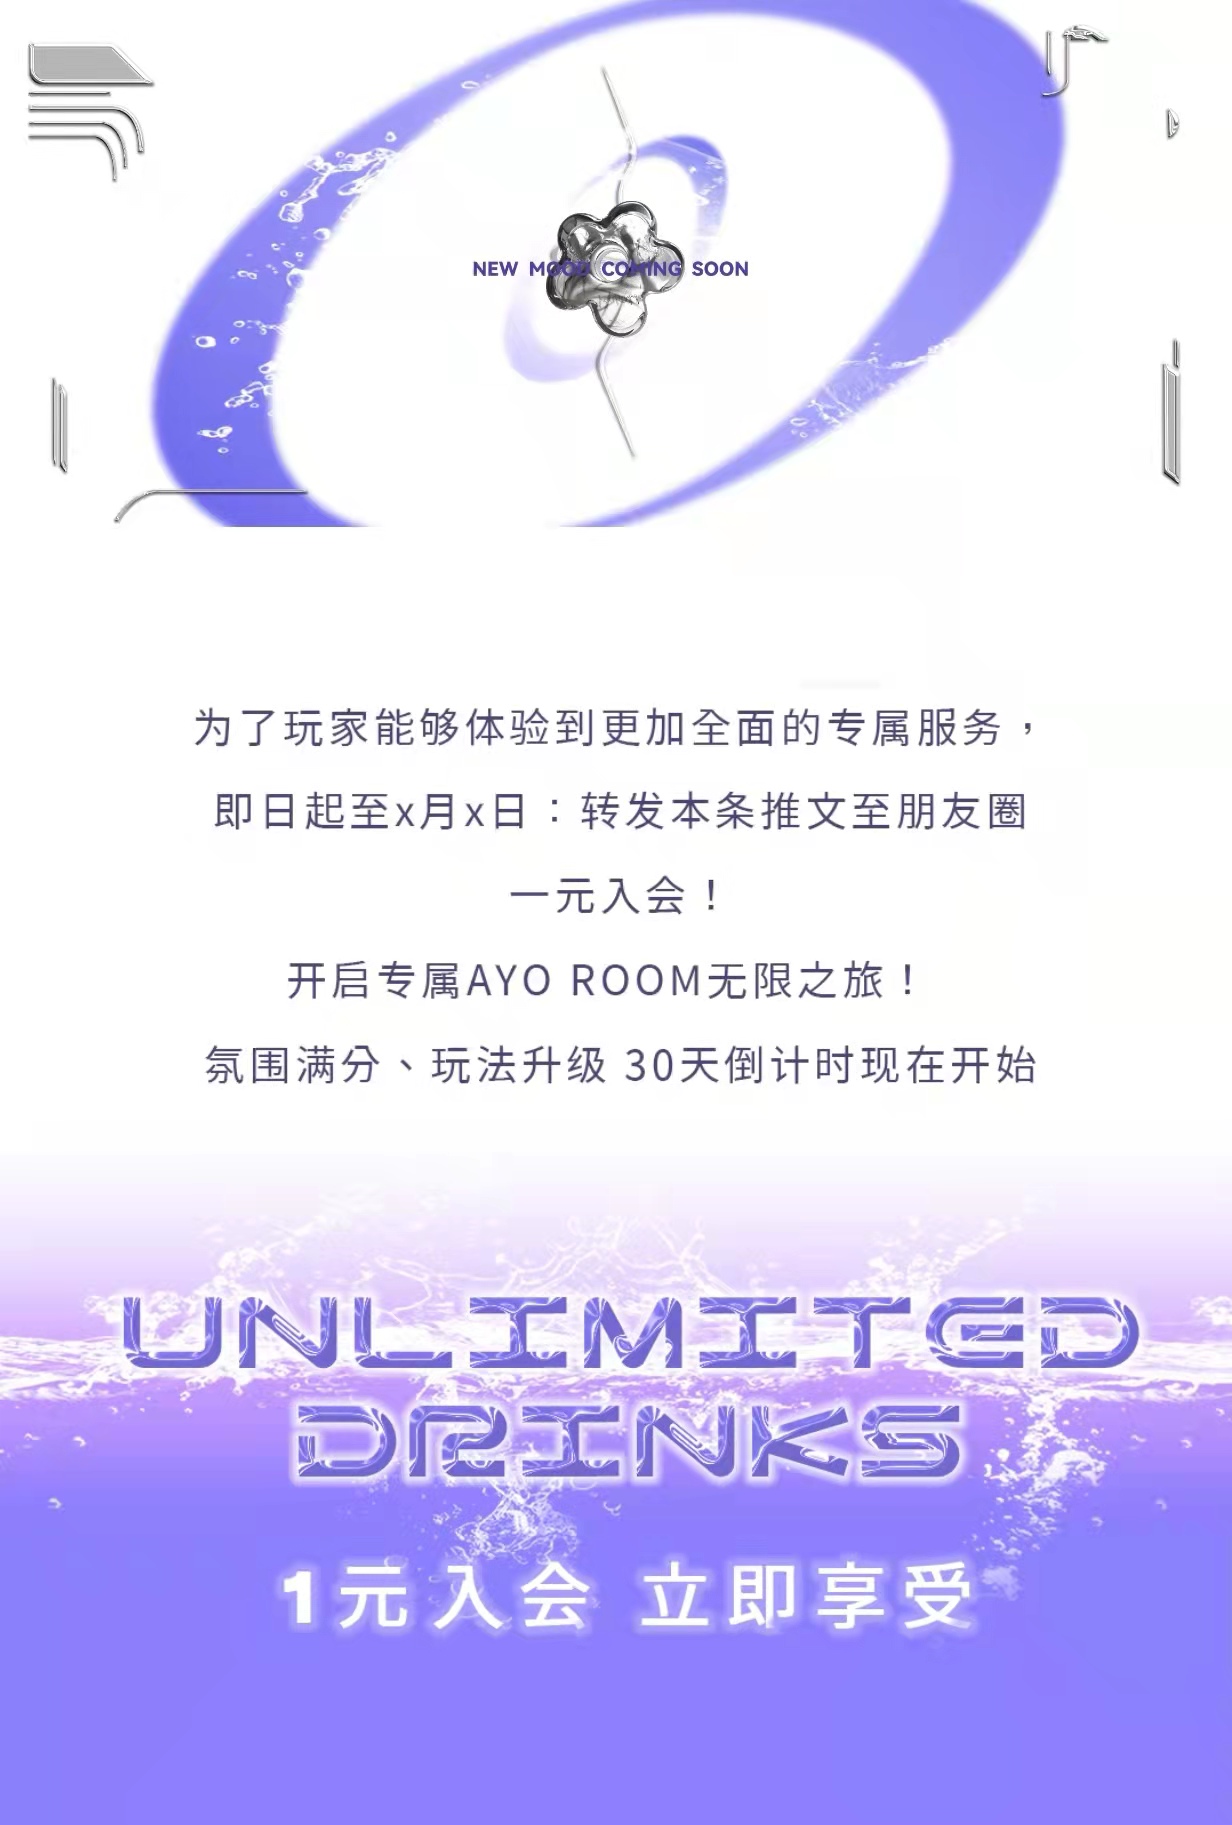 NEW MOOD COMING SOON
为了玩家能够体验到更加全面的专属服务，
即日起至x月x日：转发本条推文至朋友圈
一元入会！
开启专属AYO ROOM无限之旅！
氛围满分、玩法升级 30天倒计时现在开始
UNLIMITED
DRINKS
1元入会 立即享受